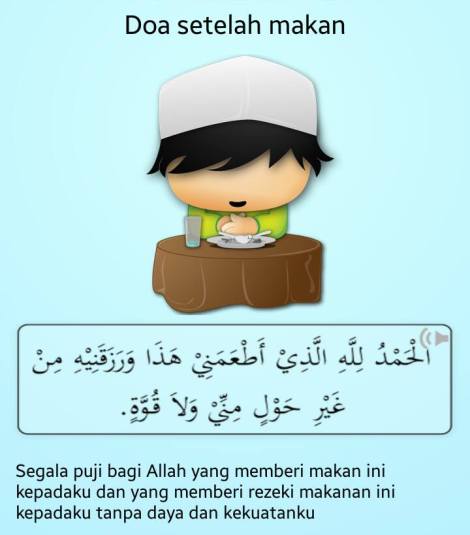 Doa setelah makan
الْحَمْدُ لِلَّهِ الَّذِيْ أَطْعَمَنِيْ هَذَا وَرَزَقَنِيْهِ مِنْ
غَيْرِ حَوْلٍ مِنِّيْ وَلاَ قُوَّةٍ.
Segala puji bagi Allah yang memberi makan ini
kepadaku dan yang memberi rezeki makanan ini
kepadaku tanpa daya dan kekuatanku